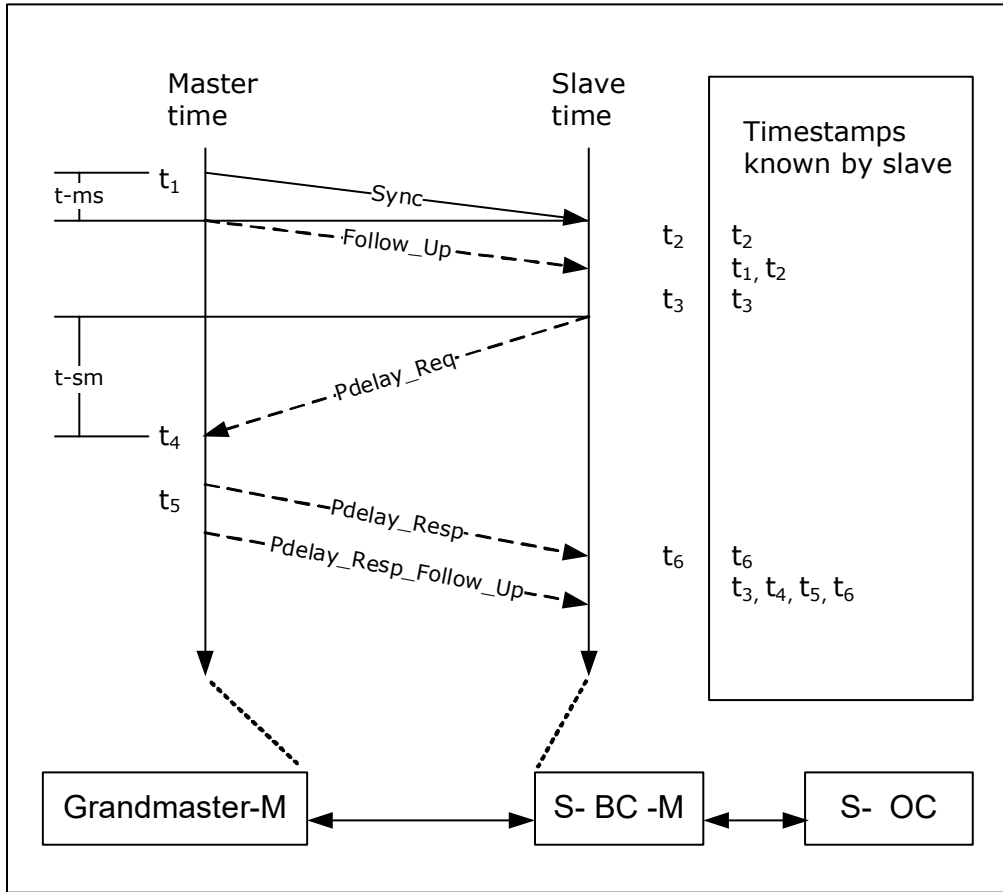 Master
time
Slave
time
Timestamps
known by slave
t₁
t-ms
Sync
Follow_Up
t₂
t₂
t₁, t₂
t₃
t₃
t-sm
Pdelay_Req
t₄
t₅
Pdelay_Resp
Pdelay_Resp_Follow_Up
t₆
t₆
t₃, t₄, t₅, t₆
Grandmaster-M
S- BC -M
S- OC